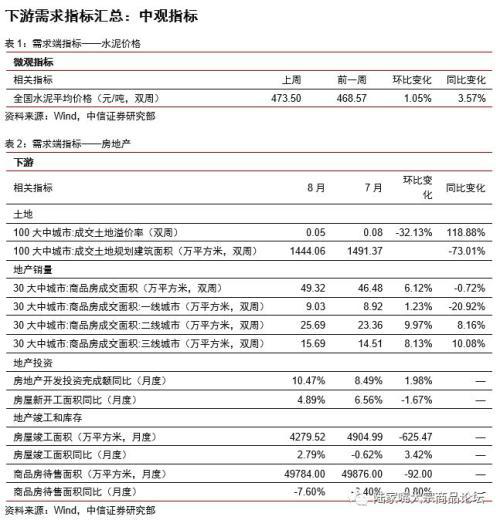 下游需求指标汇总：中观指标
表 1：需求端指标——水泥价格
微观指标
相关指标 上周 前一周 环比变化 同比变化
全国水泥平均价格（元/吨，双周） 473.50 468.57 1.05% 3.57%
资料来源：Wind，中信证券研究部
表 2：需求端指标——房地产
下游
相关指标 8 月 7 月 环比变化 同比变化
土地
100 大中城市:成交土地溢价率（双周） 0.05 0.08 -32.13% 118.88%
100 大中城市:成交土地规划建筑面积（万平方米，双周） 1444.06 1491.37 -73.01%
地产销量
30 大中城市:商品房成交面积（万平方米，双周） 49.32 46.48 6.12% -0.72%
30 大中城市:商品房成交面积:一线城市（万平方米，双周） 9.03 8.92 1.23% -20.92%
30 大中城市:商品房成交面积:二线城市（万平方米，双周） 25.69 23.36 9.97% 8.16%
30 大中城市:商品房成交面积:三线城市（万平方米，双周） 15.69 14.51 8.13% 10.08%
地产投资
房地产开发投资完成额同比（月度） 10.47% 8.49% 1.98% —
房屋新开工面积同比（月度） 4.89% 6.56% -1.67% —
地产竣工和库存
房屋竣工面积（万平方米，月度） 4279.52 4904.99 -625.47 —
房屋竣工面积同比（月度） 2.79% -0.62% 3.42% —
商品房待售面积（万平方米，月度） 49784.00 49876.00 -92.00 —
商品房待售面积同比（月度） -7.60%
资料来源：Wind，中信证券研究部
陆家嘴大宗商品论坛